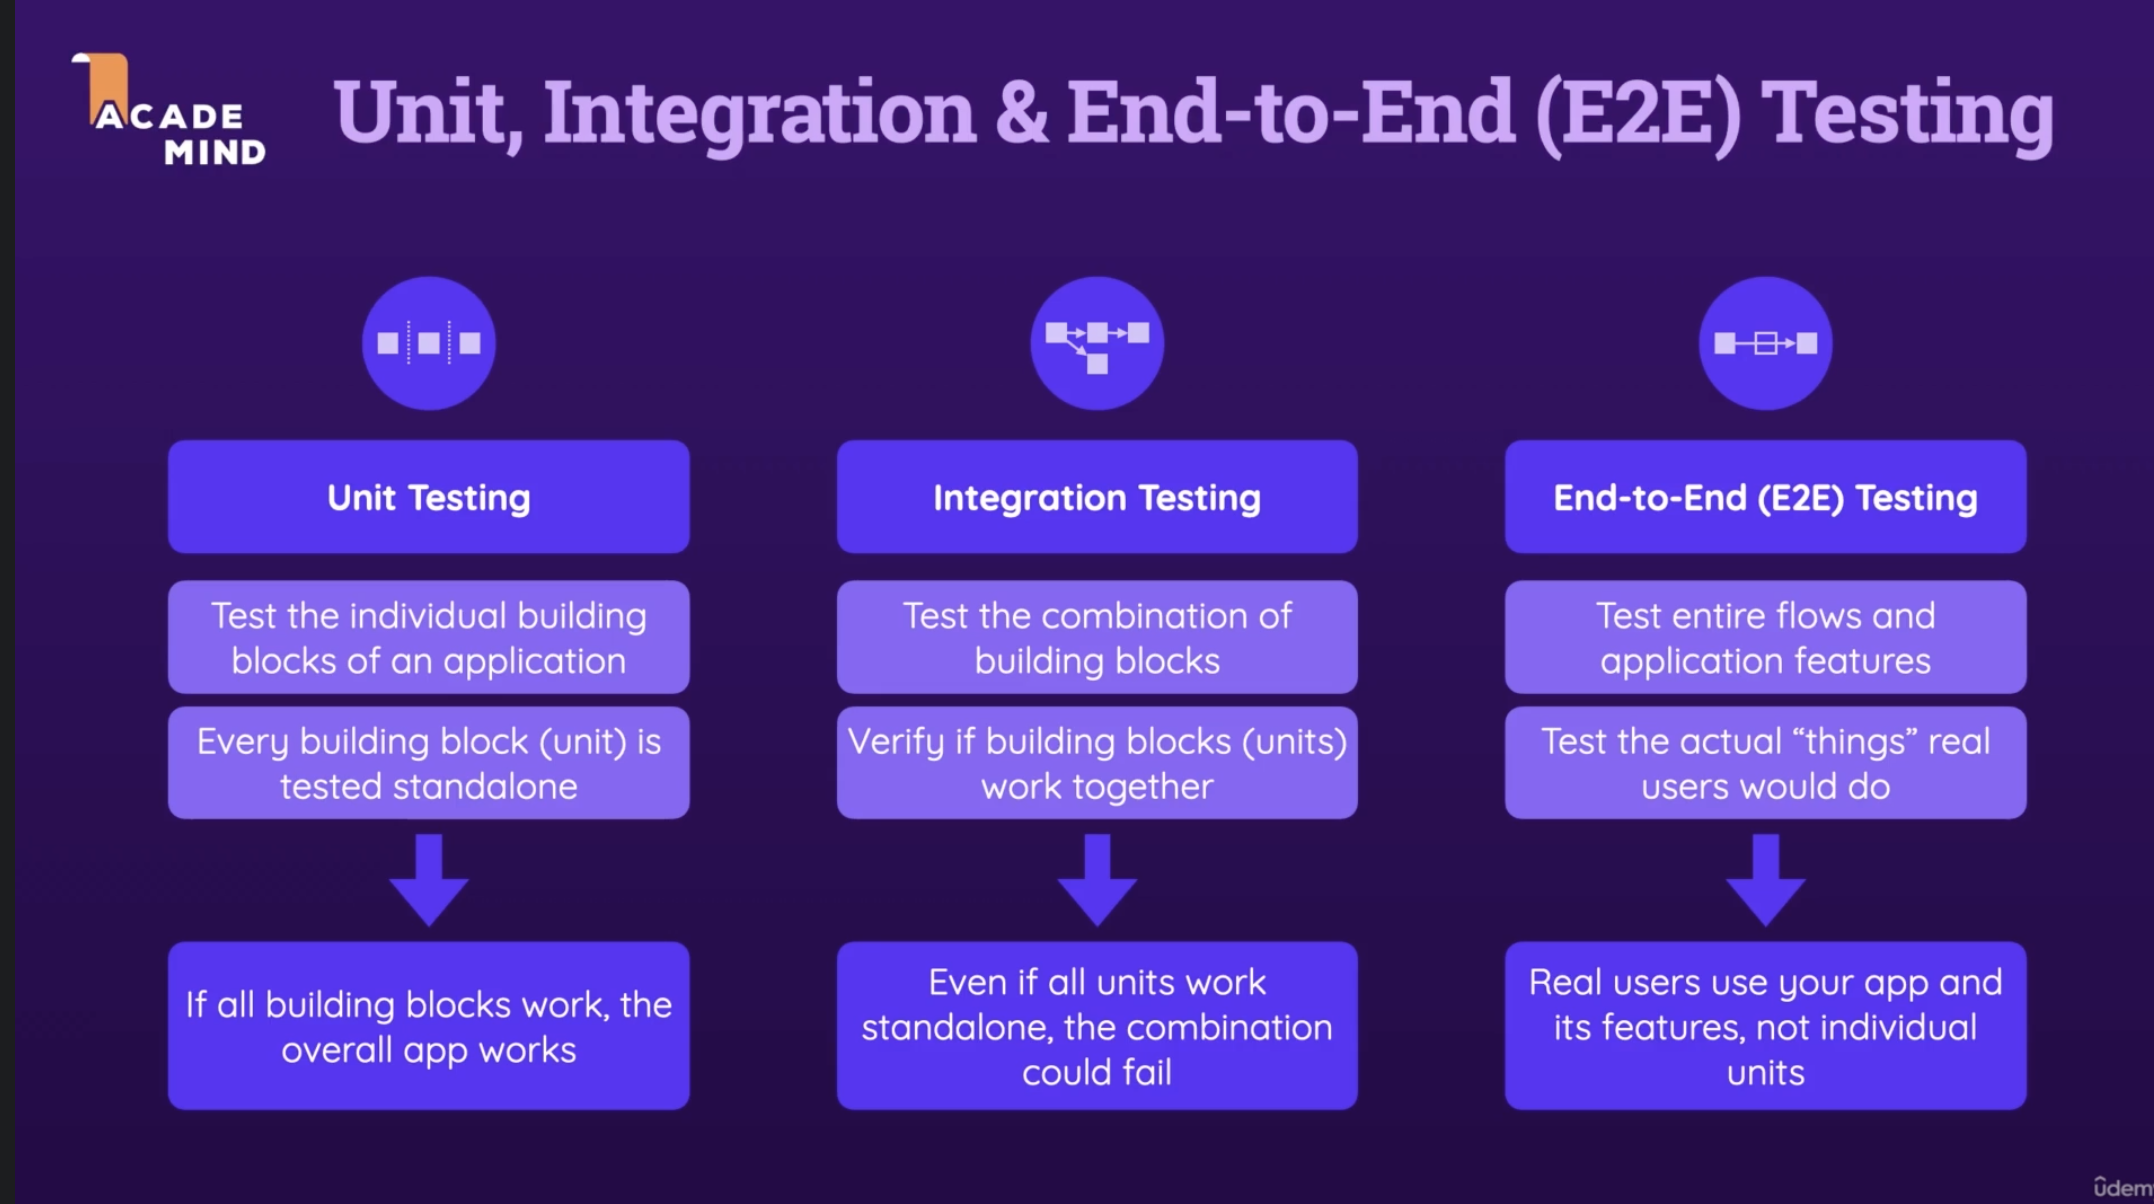 ACADE
MIND
Unit, Integration & End-to-End (E2E) Testing
Unit Testing
Test the individual building
blocks of an application
Every building block (unit) is
tested standalone
If all building blocks work, the
overall app works
Integration Testing
Test the combination of
building blocks
Verify if building blocks (units)
work together
Even if all units work
standalone, the combination
could fail
End-to-End (E2E) Testing
Test entire flows and
application features
Test the actual “things” real
users would do
Real users use your app and
its features, not individual
units
ûdem